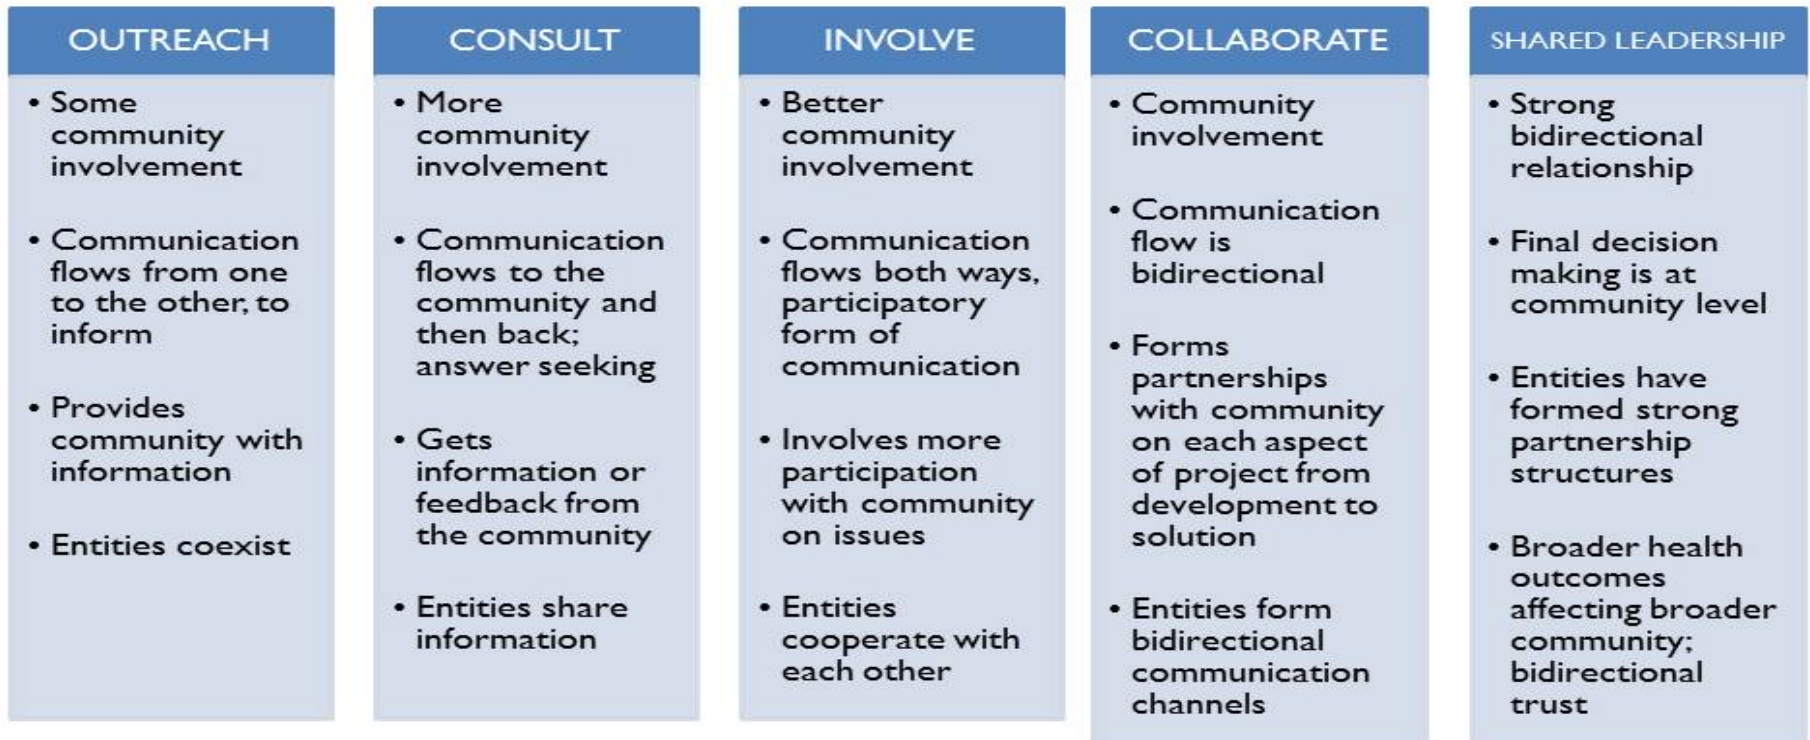 OUTREACH
• Some
community
involvement
• Communication
flows from one
to the other, to
inform
• Provides
community with
information
• Entities coexist
CONSULT
• More
community
involvement
• Communication
flows to the
community and
then back;
answer seeking
• Gets
information or
feedback from
the community
• Entities share
information
INVOLVE
• Better
community
involvement
• Communication
flows both ways,
participatory
form of
communication
• Involves more
participation
with community
on issues
• Entities
cooperate with
each other
COLLABORATE
• Community
involvement
• Communication
flow is
bidirectional
• Forms
partnerships
with community
on each aspect
of project from
development to
solution
• Entities form
bidirectional
communication
channels
SHARED LEADERSHIP
• Strong
bidirectional
relationship
• Final decision
making is at
community level
• Entities have
formed strong
partnership
structures
• Broader health
outcomes
affecting broader
community;
bidirectional
trust